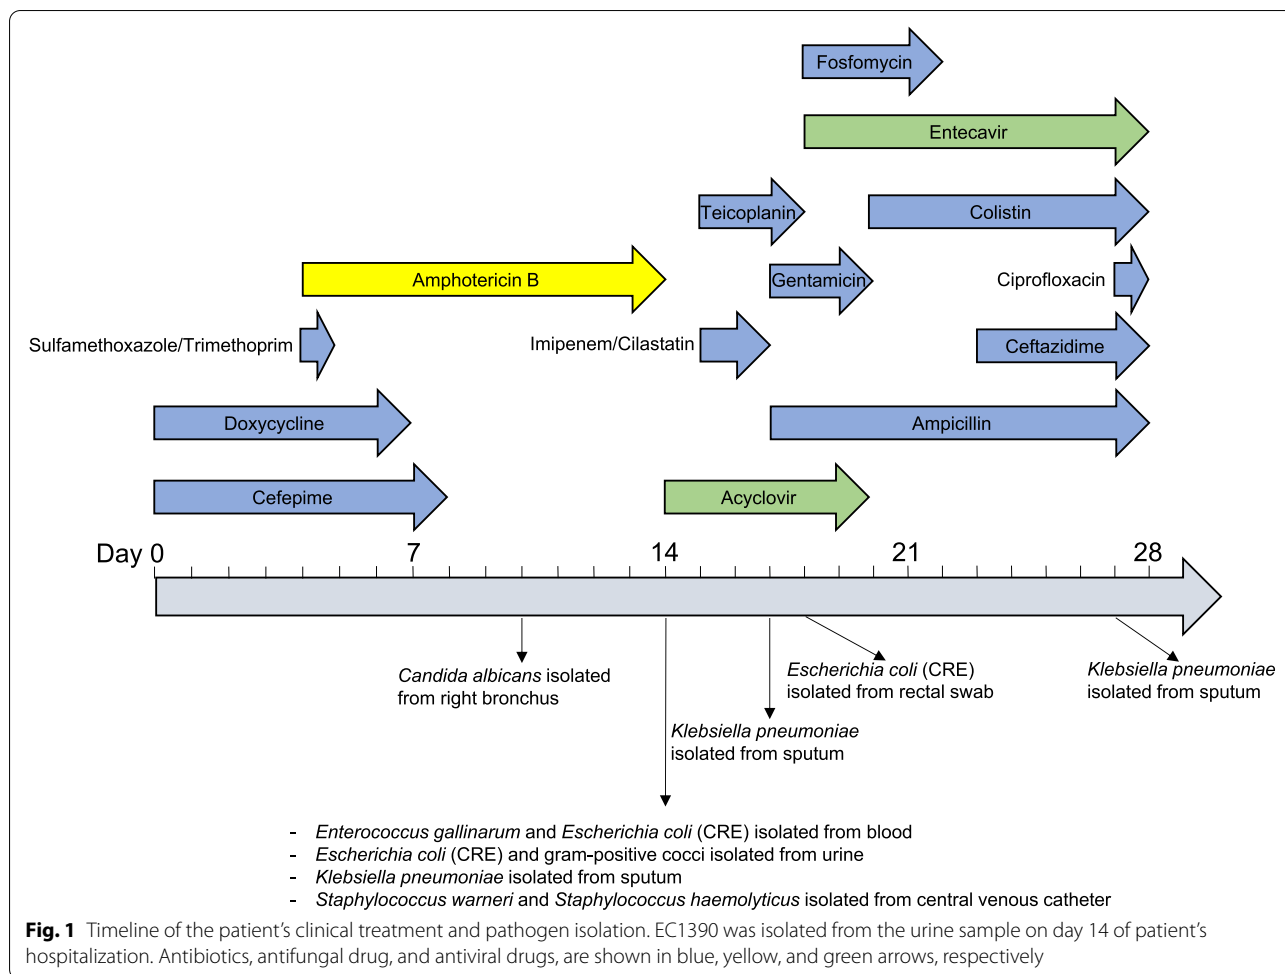 Fosfomycin
Entecavir
Teicoplanin
Colistin
Amphotericin B
Gentamicin
Ciprofloxacin
Sulfamethoxazole/Trimethoprim
Imipenem/Cilastatin
Ceftazidime
Doxycycline
Ampicillin
Cefepime
Acyclovir
Day 0 7 14 21 28
Candida albicans isolated
from right bronchus
Escherichia coli (CRE)
isolated from rectal swab
Klebsiella pneumoniae
isolated from sputum
Klebsiella pneumoniae
isolated from sputum
- Enterococcus gallinarum and Escherichia coli (CRE) isolated from blood
- Escherichia coli (CRE) and gram-positive cocci isolated from urine
- Klebsiella pneumoniae isolated from sputum
- Staphylococcus warneri and Staphylococcus haemolyticus isolated from central venous catheter
Fig. 1 Timeline of the patient's clinical treatment and pathogen isolation. EC1390 was isolated from the urine sample on day 14 of patient's
hospitalization. Antibiotics, antifungal drug, and antiviral drugs, are shown in blue, yellow, and green arrows, respectively